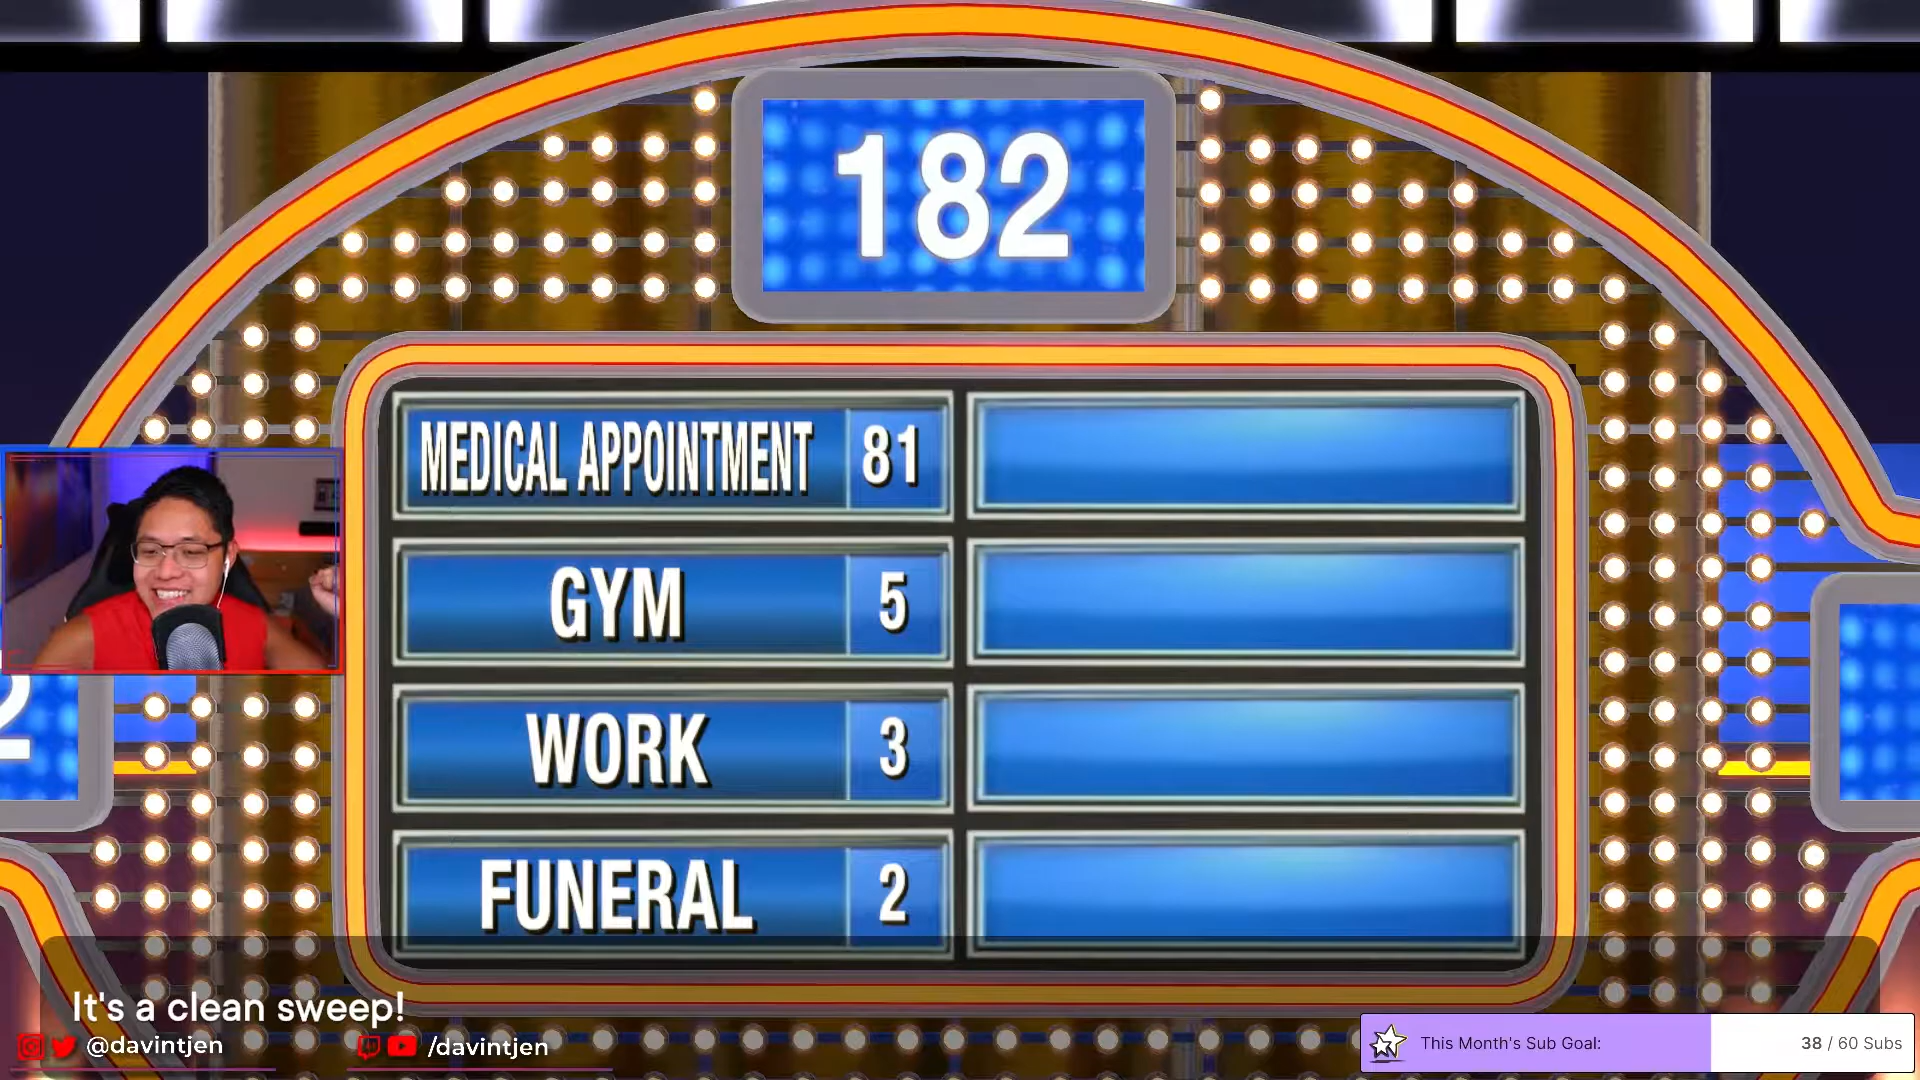 182
MEDICAL APPOINTMENT 81
GYM 5
WORK 3
FUNERAL 2
2
It's a clean sweep!
@davintjen
/davintjen
This Month's Sub Goal: 38 / 60 Subs